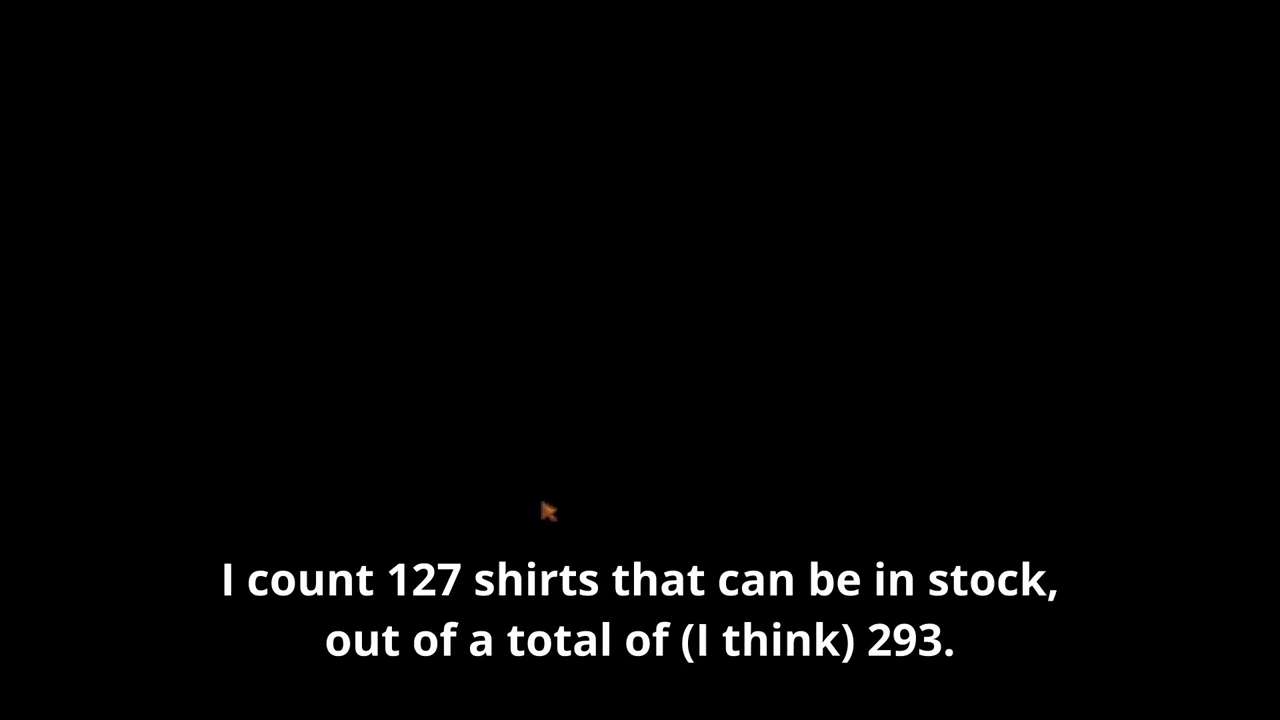 I count 127 shirts that can be in stock,
out of a total of (I think) 293.